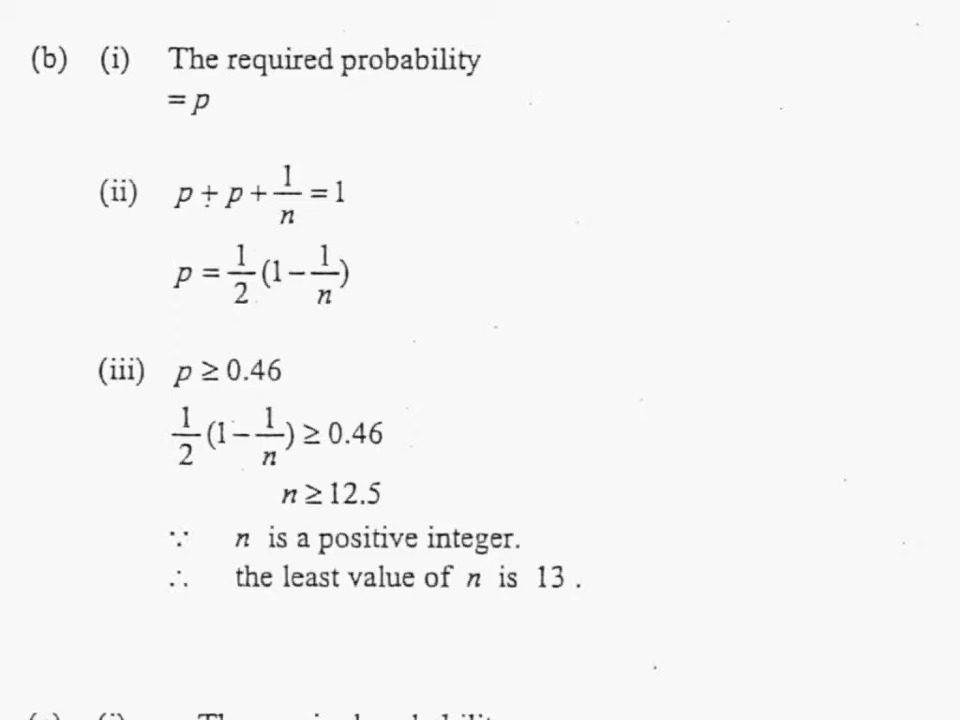 (b) (i) The required probability
= p
(ii) p + p + 1/n = 1
p = 1/2 (1 − 1/n)
(iii) p ≥ 0.46
1/2 (1 − 1/n) ≥ 0.46
n ≥ 12.5
∵ n is a positive integer.
∴ the least value of n is 13 .